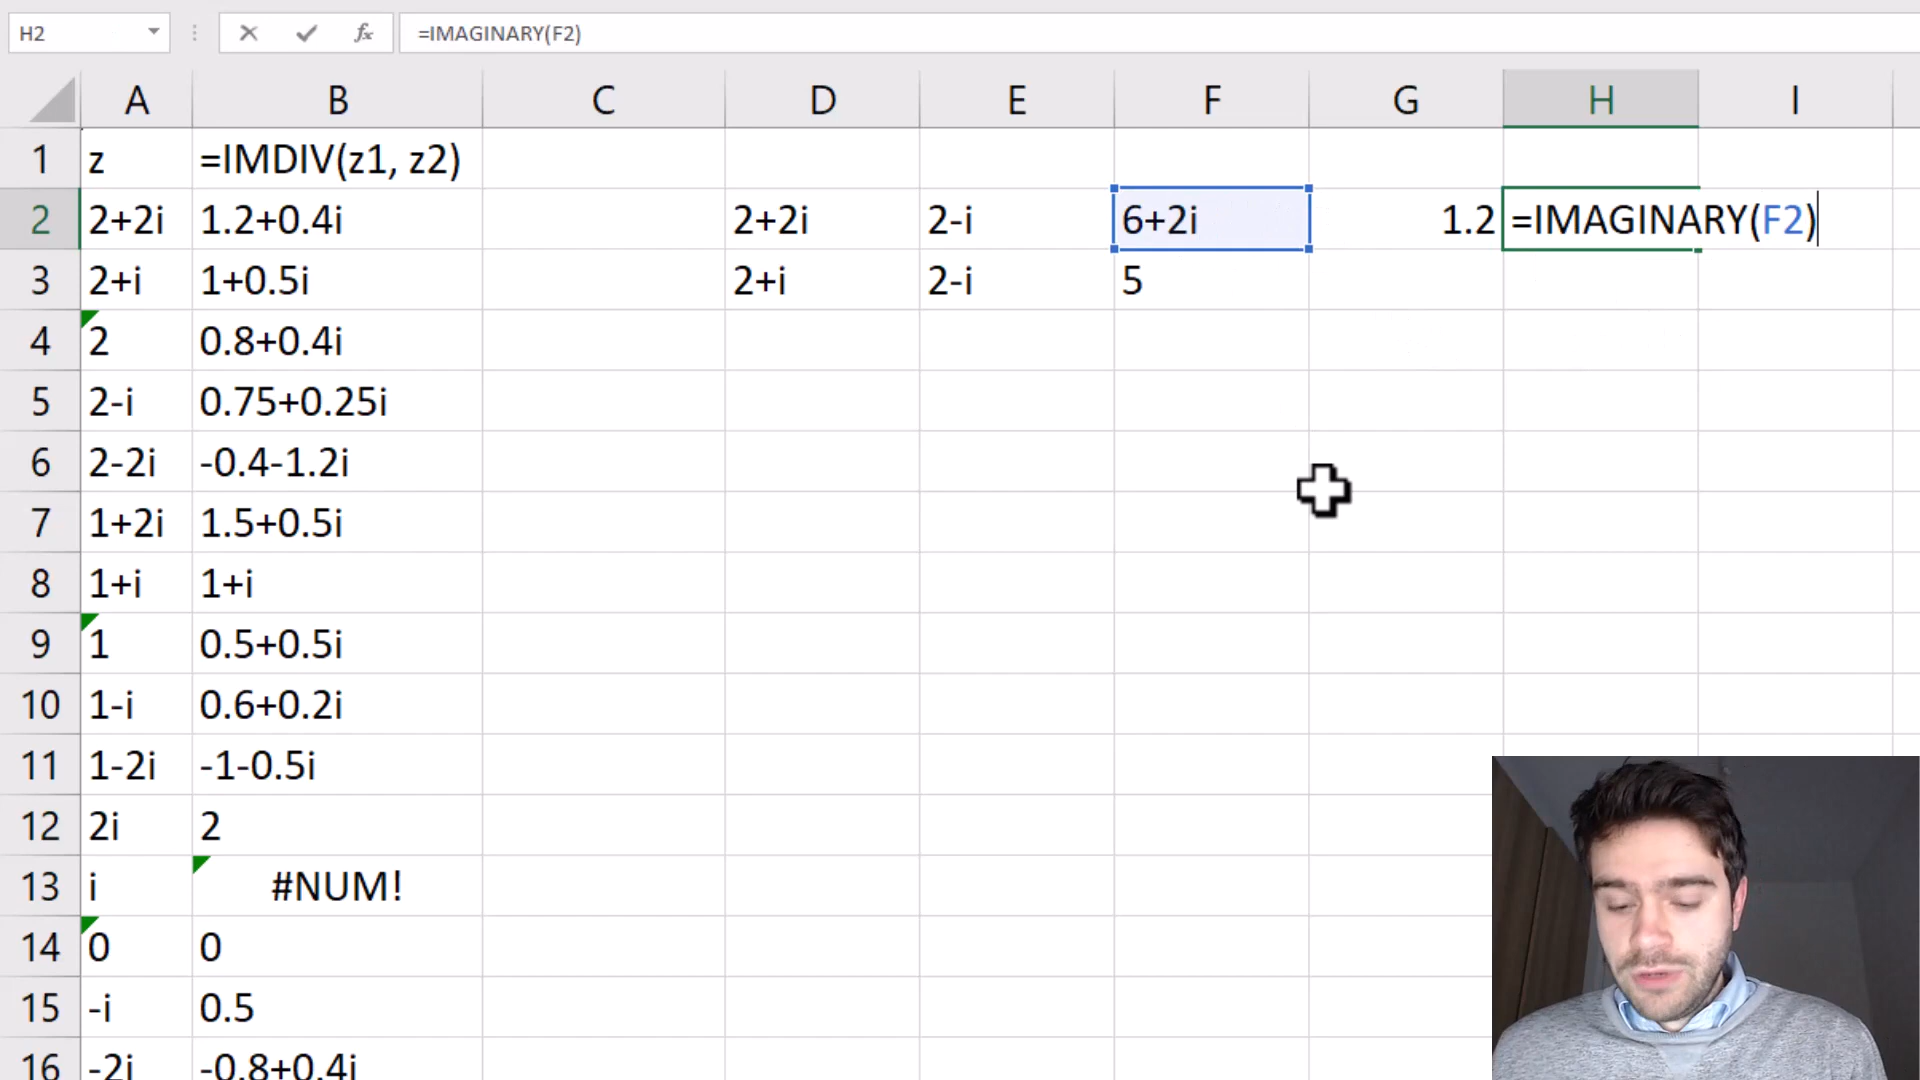 H2 fx =IMAGINARY(F2)
A B C D E F G H I
1 z =IMDIV(z1, z2)
2 2+2i 1.2+0.4i 2+2i 2-i 6+2i 1.2 =IMAGINARY(F2)
3 2+i 1+0.5i 2+i 2-i 5
4 2 0.8+0.4i
5 2-i 0.75+0.25i
6 2-2i -0.4-1.2i
7 1+2i 1.5+0.5i
8 1+i 1+i
9 1 0.5+0.5i
10 1-i 0.6+0.2i
11 1-2i -1-0.5i
12 2i 2
13 i #NUM!
14 0 0
15 -i 0.5
16 -2i -0.8+0.4i